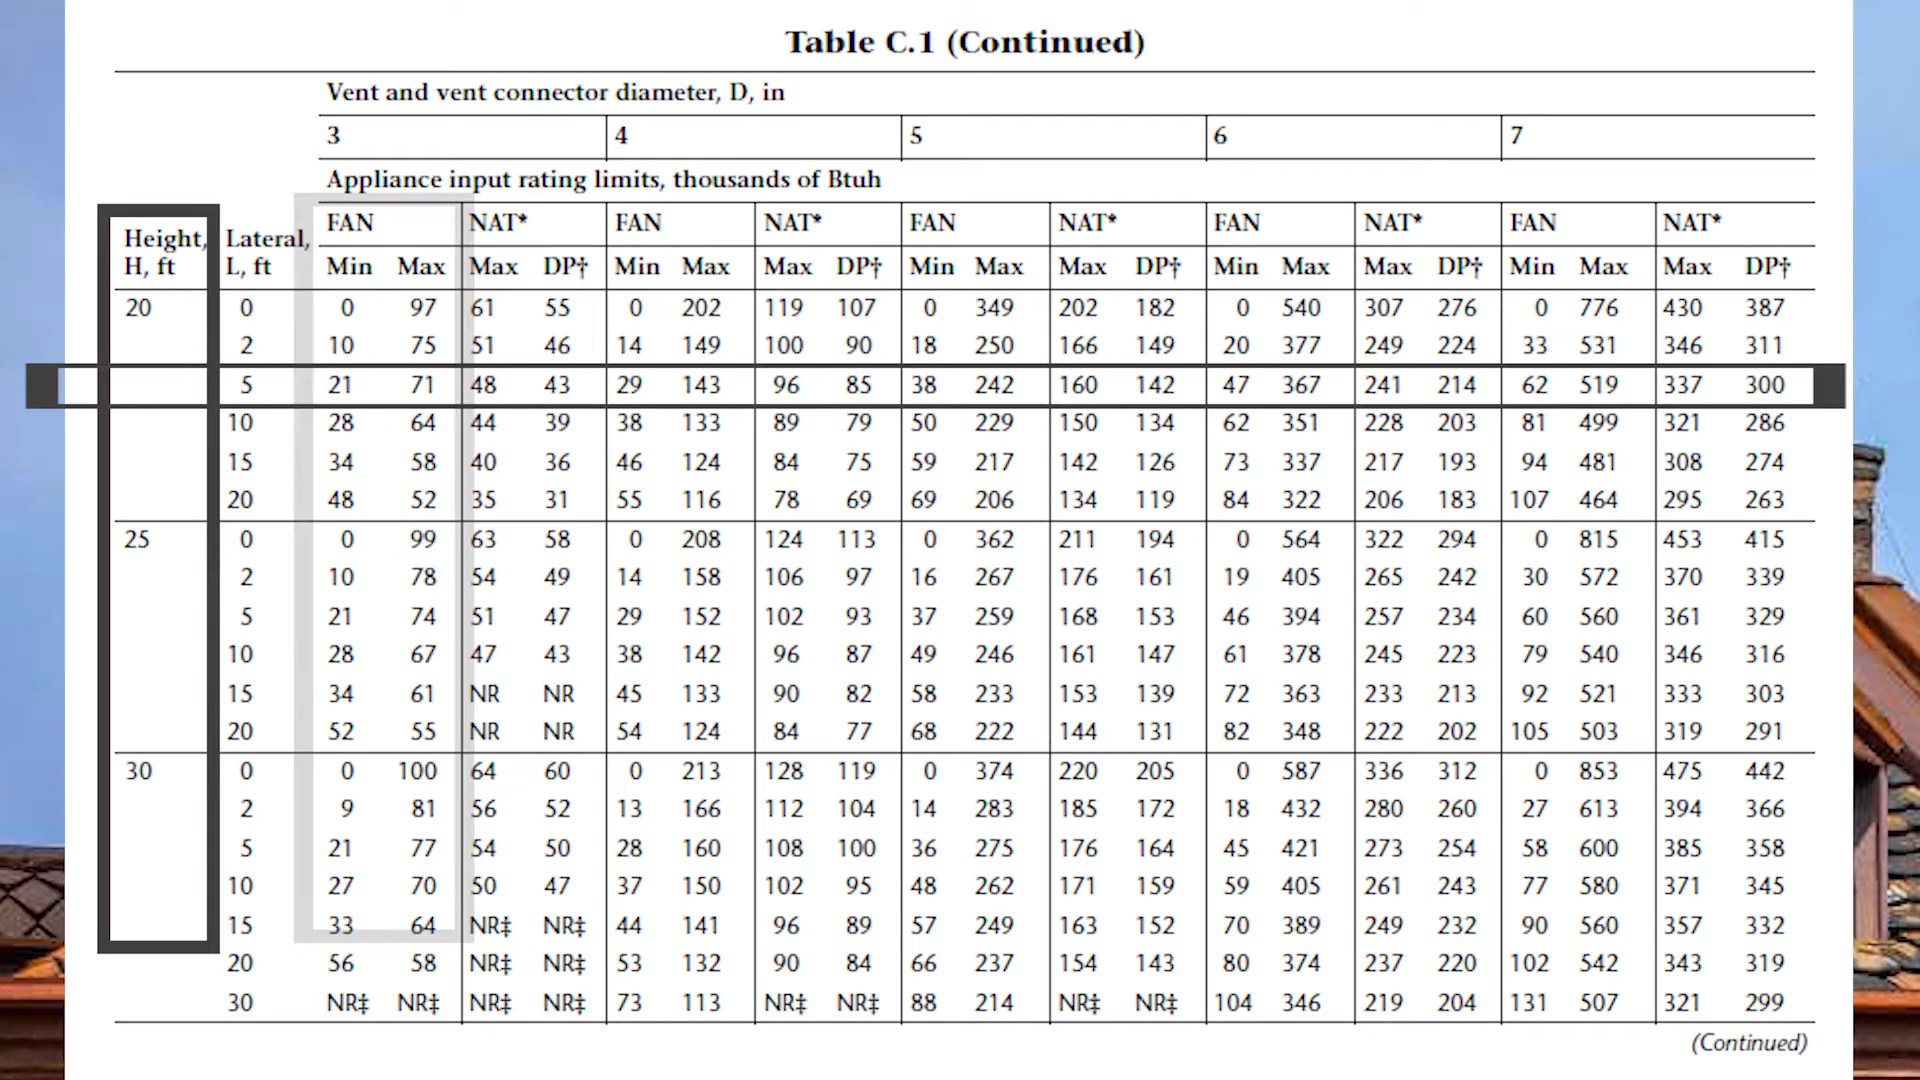 Table C.1 (Continued)
Vent and vent connector diameter, D, in
3 4 5 6 7
Appliance input rating limits, thousands of Btuh
FAN NAT* FAN NAT* FAN NAT* FAN NAT* FAN NAT*
Height, H, ft Lateral, L, ft Min Max Max DP† Min Max Max DP† Min Max Max DP† Min Max Max DP† Min Max Max DP†
20 0 0 97 61 55 0 202 119 107 0 349 202 182 0 540 307 276 0 776 430 387
2 10 75 51 46 14 149 100 90 18 250 166 149 20 377 249 224 33 531 346 311
5 21 71 48 43 29 143 96 85 38 242 160 142 47 367 241 214 62 519 337 300
10 28 64 44 39 38 133 89 79 50 229 150 134 62 351 228 203 81 499 321 286
15 34 58 40 36 46 124 84 75 59 217 142 126 73 337 217 193 94 481 308 274
20 48 52 35 31 55 116 78 69 69 206 134 119 84 322 206 183 107 464 295 263
25 0 0 99 63 58 0 208 124 113 0 362 211 194 0 564 322 294 0 815 453 415
2 10 78 54 49 14 158 106 97 16 267 176 161 19 405 265 242 30 572 370 339
5 21 74 51 47 29 152 102 93 37 259 168 153 46 394 257 234 60 560 361 329
10 28 67 47 43 38 142 96 87 49 246 161 147 61 378 245 223 79 540 346 316
15 34 61 NR NR 45 133 90 82 58 233 153 139 72 363 233 213 92 521 333 303
20 52 55 NR NR 54 124 84 77 68 222 144 131 82 348 222 202 105 503 319 291
30 0 0 100 64 60 0 213 128 119 0 374 220 205 0 587 336 312 0 853 475 442
2 9 81 56 52 13 166 112 104 14 283 185 172 18 432 280 260 27 613 394 366
5 21 77 54 50 28 160 108 100 36 275 176 164 45 421 273 254 58 600 385 358
10 27 70 50 47 37 150 102 95 48 262 171 159 59 405 261 243 77 580 371 345
15 33 64 NR‡ NR‡ 44 141 96 89 57 249 163 152 70 389 249 232 90 560 357 332
20 56 58 NR‡ NR‡ 53 132 90 84 66 237 154 143 80 374 237 220 102 542 343 319
30 NR‡ NR‡ NR‡ NR‡ 73 113 NR‡ NR‡ 88 214 NR‡ NR‡ 104 346 219 204 131 507 321 299
(Continued)